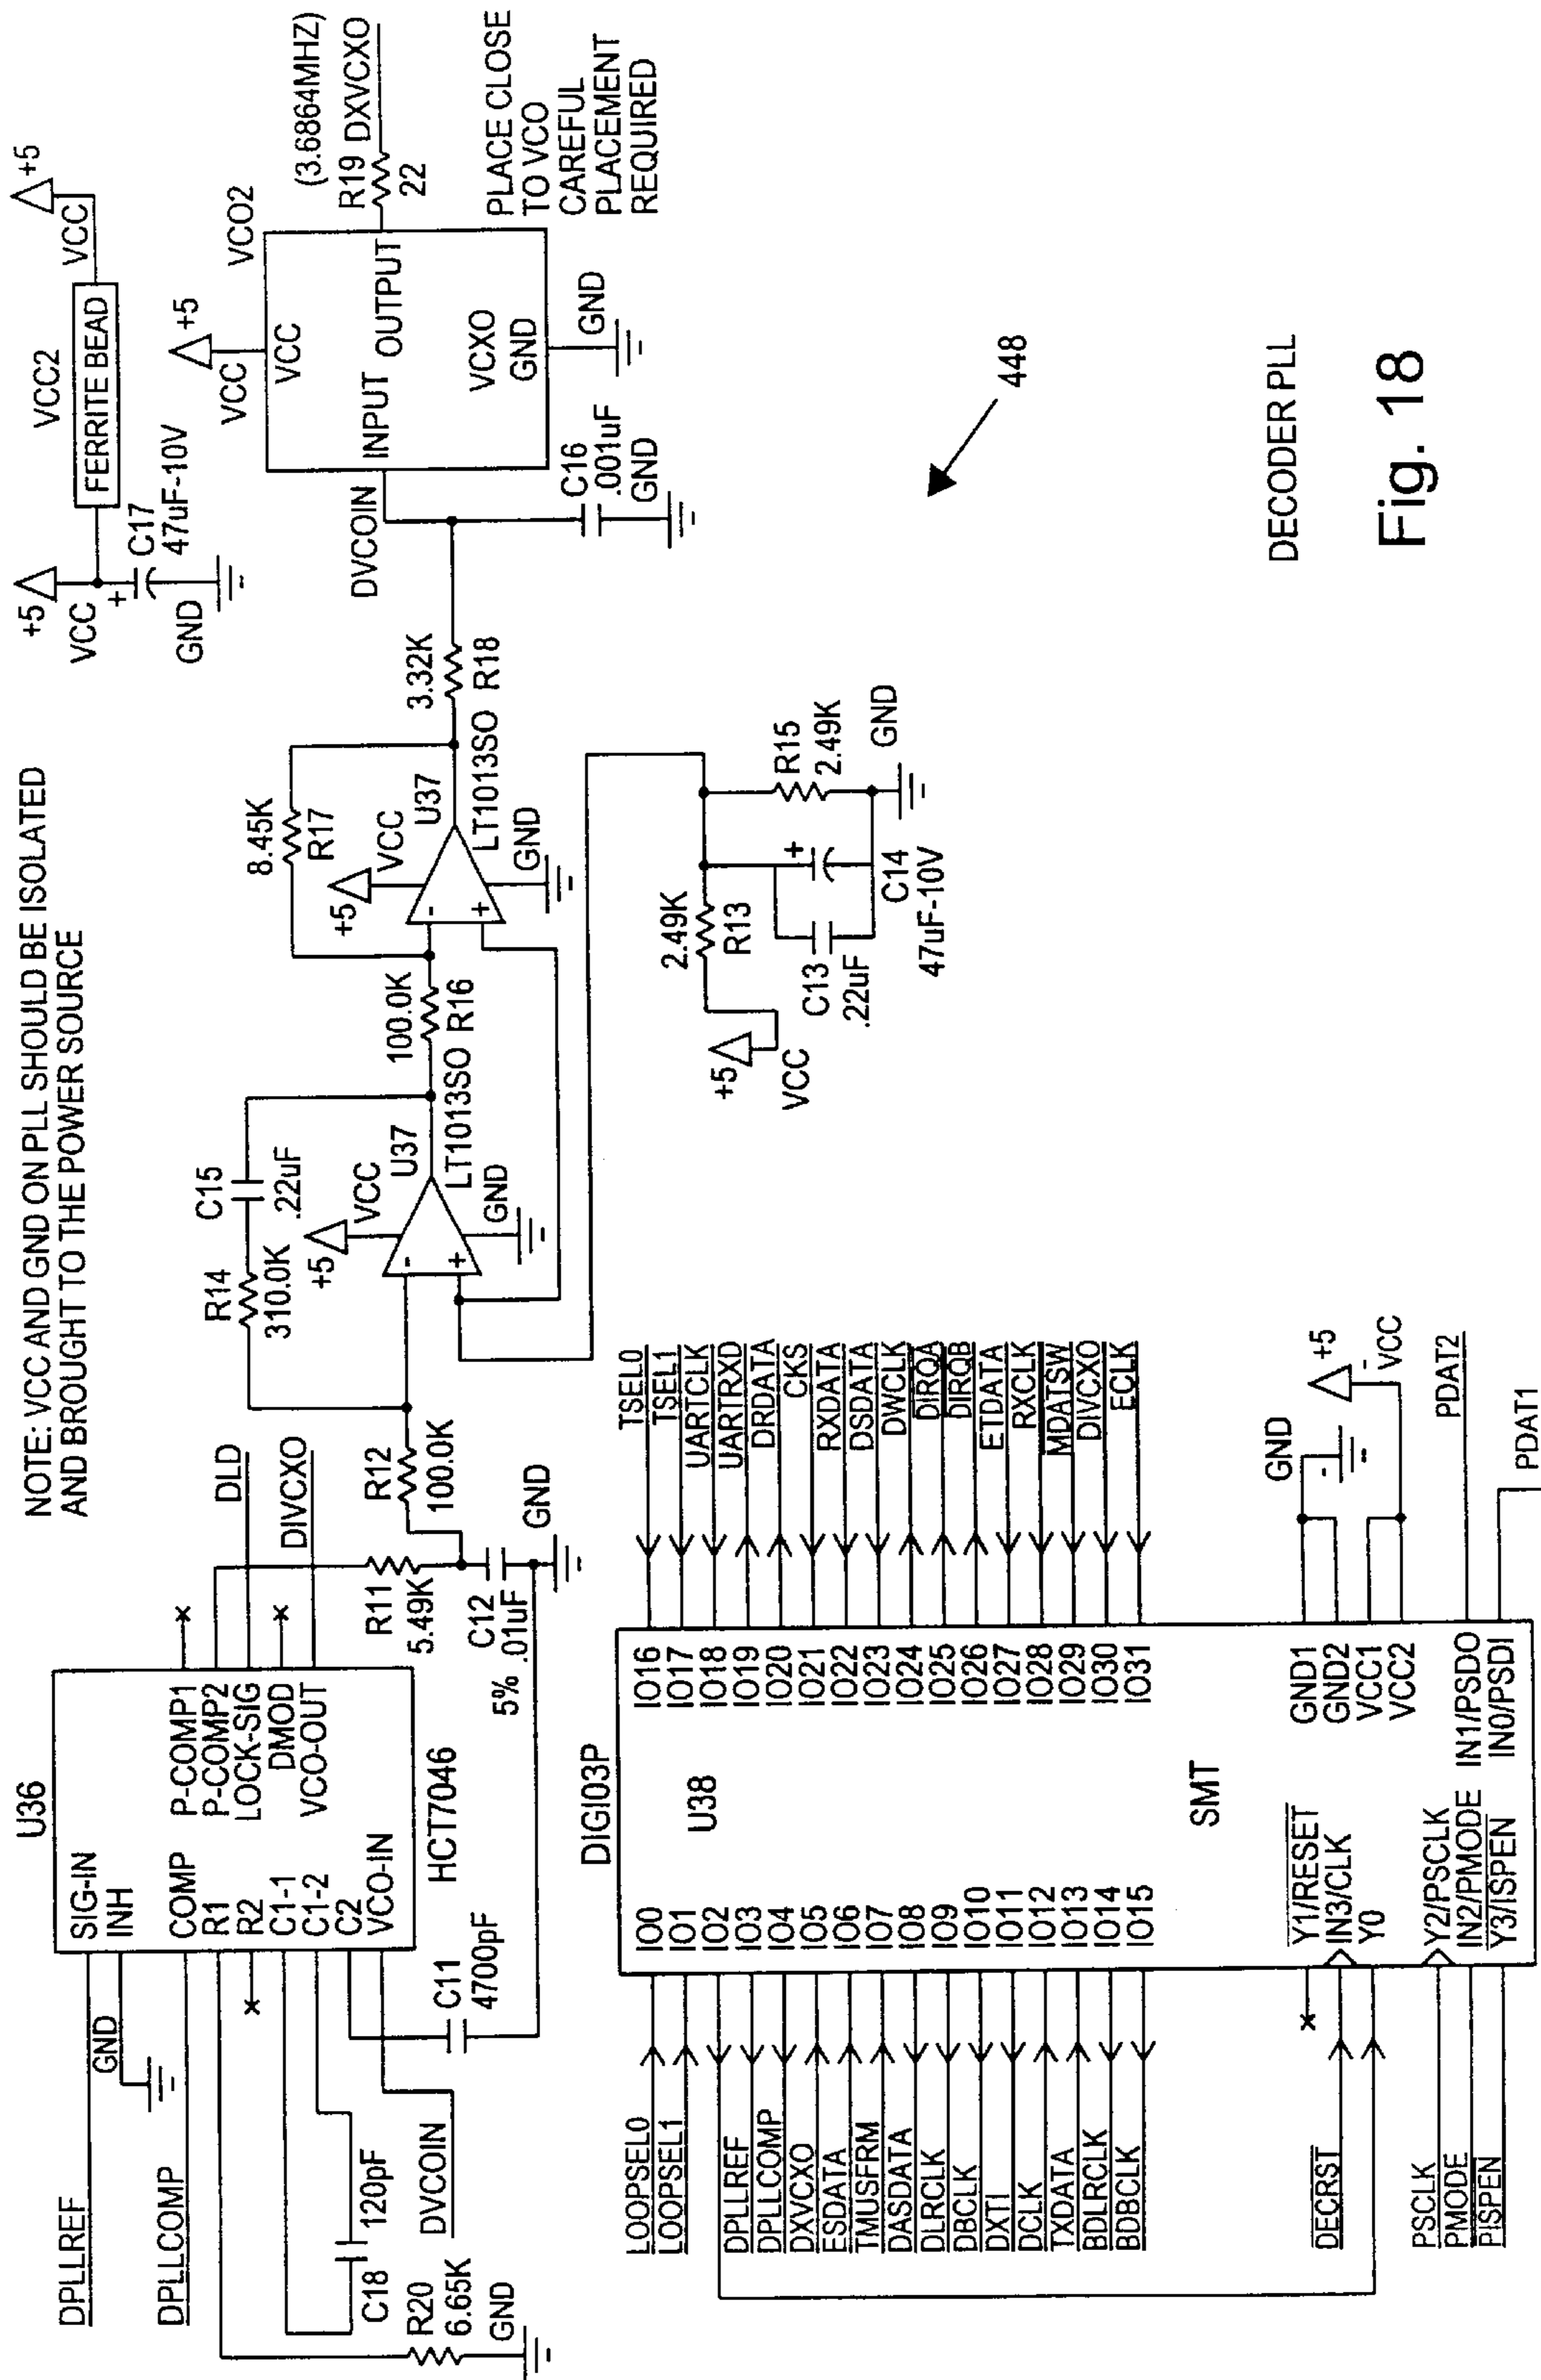 NOTE: VCC AND GND ON PLL SHOULD BE ISOLATED
AND BROUGHT TO THE POWER SOURCE
U36
DPLLREF
GND
DPLLCOMP
SIG-IN
INH
COMP
R1
R2
C1-1
C1-2
C2
VCO-IN
P-COMP1
P-COMP2
LOCK-SIG
DMOD
VCO-OUT
HCT7046
DLD
DIVCXO
C18
120pF
R20
6.65K
GND
DVCOIN
C11
4700pF
R11
5.49K
C12
.01uF
5%
GND
R12
100.0K
R14
310.0K
C15
.22uF
+5
VCC
U37
LT1013SO
GND
-
+
100.0K
R16
8.45K
R17
+5
VCC
U37
LT1013SO
GND
-
+
3.32K
R18
+5
VCC
2.49K
R13
C13
.22uF
+
C14
47uF-10V
R15
2.49K
GND
+5
VCC
+
C17
47uF-10V
GND
VCC2
FERRITE BEAD
VCC
+5
DVCOIN
C16
.001uF
GND
VCC
+5
VCO2
VCC
INPUT
OUTPUT
VCXO
GND
GND
(3.6864MHZ)
R19
DXVCXO
22
PLACE CLOSE
TO VCO
CAREFUL
PLACEMENT
REQUIRED
448
DIGI03P
U38
SMT
LOOPSEL0
LOOPSEL1
DPLLREF
DPLLCOMP
DXVCXO
ESDATA
TMUSFRM
DASDATA
DLRCLK
DBCLK
DXTI
DCLK
TXDATA
BDLRCLK
BDBCLK
DECRST
PSCLK
PMODE
PISPEN
IO0
IO1
IO2
IO3
IO4
IO5
IO6
IO7
IO8
IO9
IO10
IO11
IO12
IO13
IO14
IO15
Y1/RESET
IN3/CLK
Y0
Y2/PSCLK
IN2/PMODE
Y3/ISPEN
IO16
IO17
IO18
IO19
IO20
IO21
IO22
IO23
IO24
IO25
IO26
IO27
IO28
IO29
IO30
IO31
GND1
GND2
VCC1
VCC2
IN1/PSDO
IN0/PSDI
TSEL0
TSEL1
UARTCLK
UARTRXD
DRDATA
CKS
RXDATA
DSDATA
DWCLK
DIRQA
DIRQB
ETDATA
RXCLK
MDATSW
DIVCXO
ECLK
GND
+5
VCC
PDAT2
PDAT1
DECODER PLL
Fig. 18